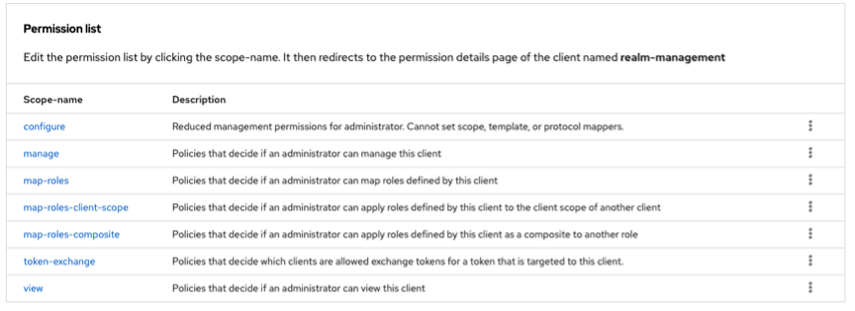 Permission list
Edit the permission list by clicking the scope-name. It then redirects to the permission details page of the client named realm-management
Scope-name Description
configure Reduced management permissions for administrator. Cannot set scope, template, or protocol mappers.
manage Policies that decide if an administrator can manage this client
map-roles Policies that decide if an administrator can map roles defined by this client
map-roles-client-scope Policies that decide if an administrator can apply roles defined by this client to the client scope of another client
map-roles-composite Policies that decide if an administrator can apply roles defined by this client as a composite to another role
token-exchange Policies that decide which clients are allowed exchange tokens for a token that is targeted to this client.
view Policies that decide if an administrator can view this client